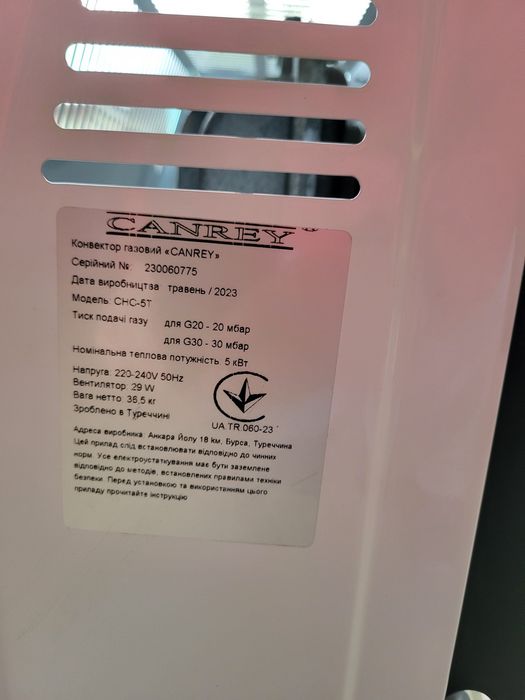 CANREY®
Конвектор газовий «CANREY»
Серійний № 230060775
Дата виробництва травень / 2023
Модель CHC-5T
Тиск подачі газу для G20 - 20 мбар
для G30 - 30 мбар
Номінальна теплова потужність 5 кВт
Напруга: 220-240V 50Hz
Вентилятор: 29 W
Вага нетто: 36,5 кг
Зроблено в Туреччині
UA.TR.060-23
Адреса виробника Анкара Йолу 18 km, Бурса, Туреччина
Цей прилад слід встановлювати відповідно до чинних
норм. Усе електроустаткування має бути заземлене
відповідно до методів, встановлених правилами техніки
безпеки. Перед установкою та використанням цього
приладу прочитайте інструкцію